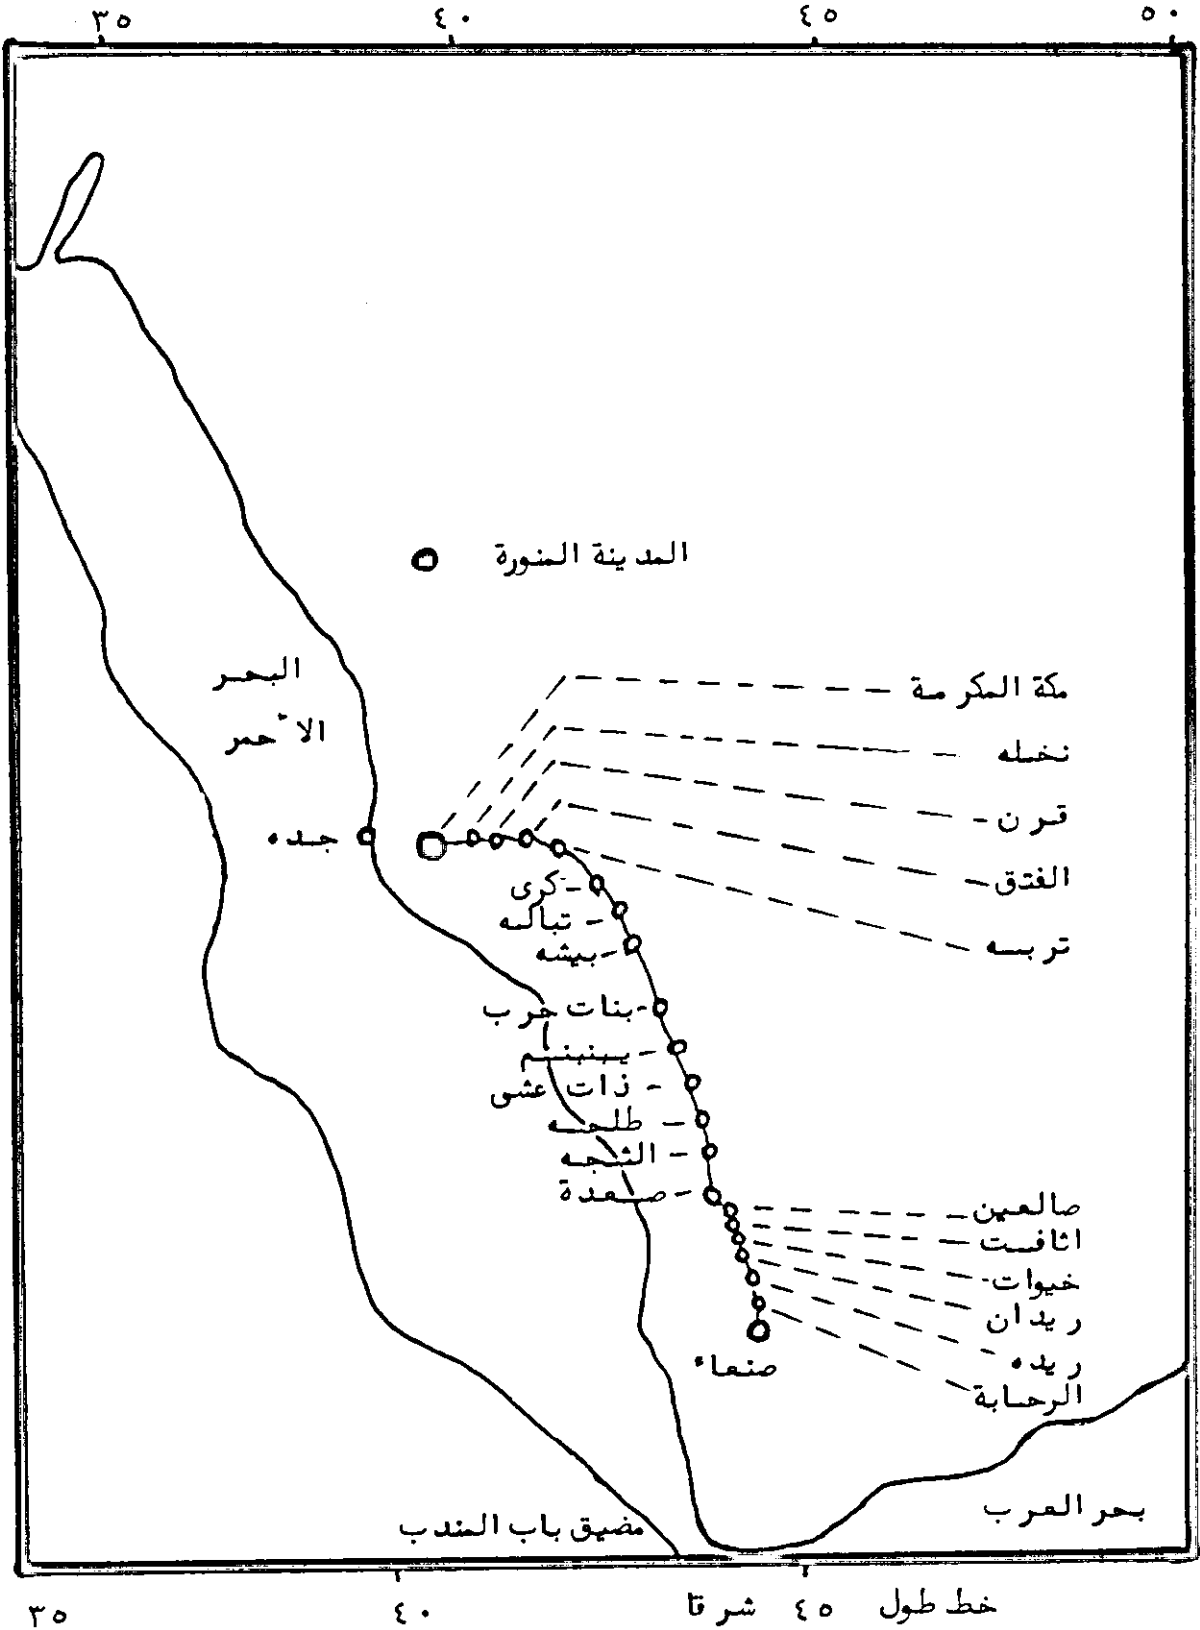 ٣٥ ٤٠ ٤٥ ٥٠
المدينة المنورة
البحر
الأحمر
مكة المكرمة
نخله
قرن
الفتق
تربه
جده
كرى
تباله
بيشه
بنات حرب
يبنبم
ذات عش
طلحه
الثجه
صعدة
صالعين
اثافت
خيوات
ريدان
ريده
الرحابة
صنعاء
بحر العرب
مضيق باب المندب
٣٥ ٤٠ خط طول ٤٥ شرقا